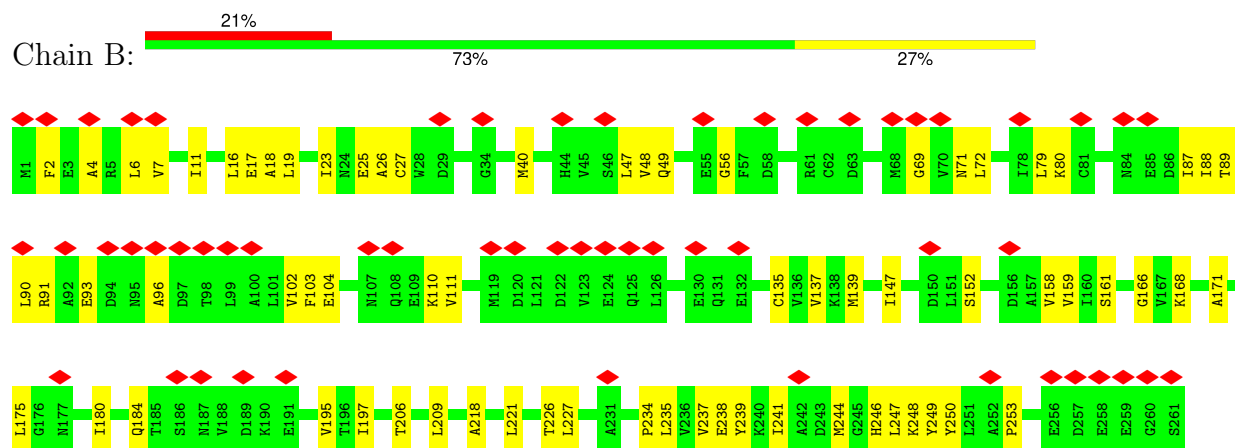 21%
Chain B:
73% 27%
M1 F2 E3 A4 R5 L6 V7 I11 L16 E17 A18 L19 I23 N24 E25 A26 C27 W28 D29 G34 M40 H44 V45 S46 L47 V48 Q49 E55 G56 F57 D58 R61 C62 D63 M68 G69 V70 N71 L72 I78 L79 K80 C81 N84 E85 D86 I87 I88 T89
L90 R91 A92 E93 D94 N95 A96 D97 T98 L99 A100 L101 V102 F103 E104 N107 Q108 E109 K110 V111 M119 D120 L121 D122 V123 E124 Q125 L126 E130 Q131 E132 C135 V136 V137 K138 M139 I147 D150 L151 S152 D156 A157 V158 V159 I160 S161 G166 V167 K168 A171
L175 G176 N177 I180 Q184 T185 S186 N187 V188 D189 K190 E191 V195 T196 I197 T206 L209 A218 L221 T226 L227 A231 P234 L235 V236 V237 E238 Y239 K240 I241 A242 D243 M244 G245 H246 L247 K248 Y249 Y250 L251 A252 P253 E256 D257 E258 E259 G260 S261